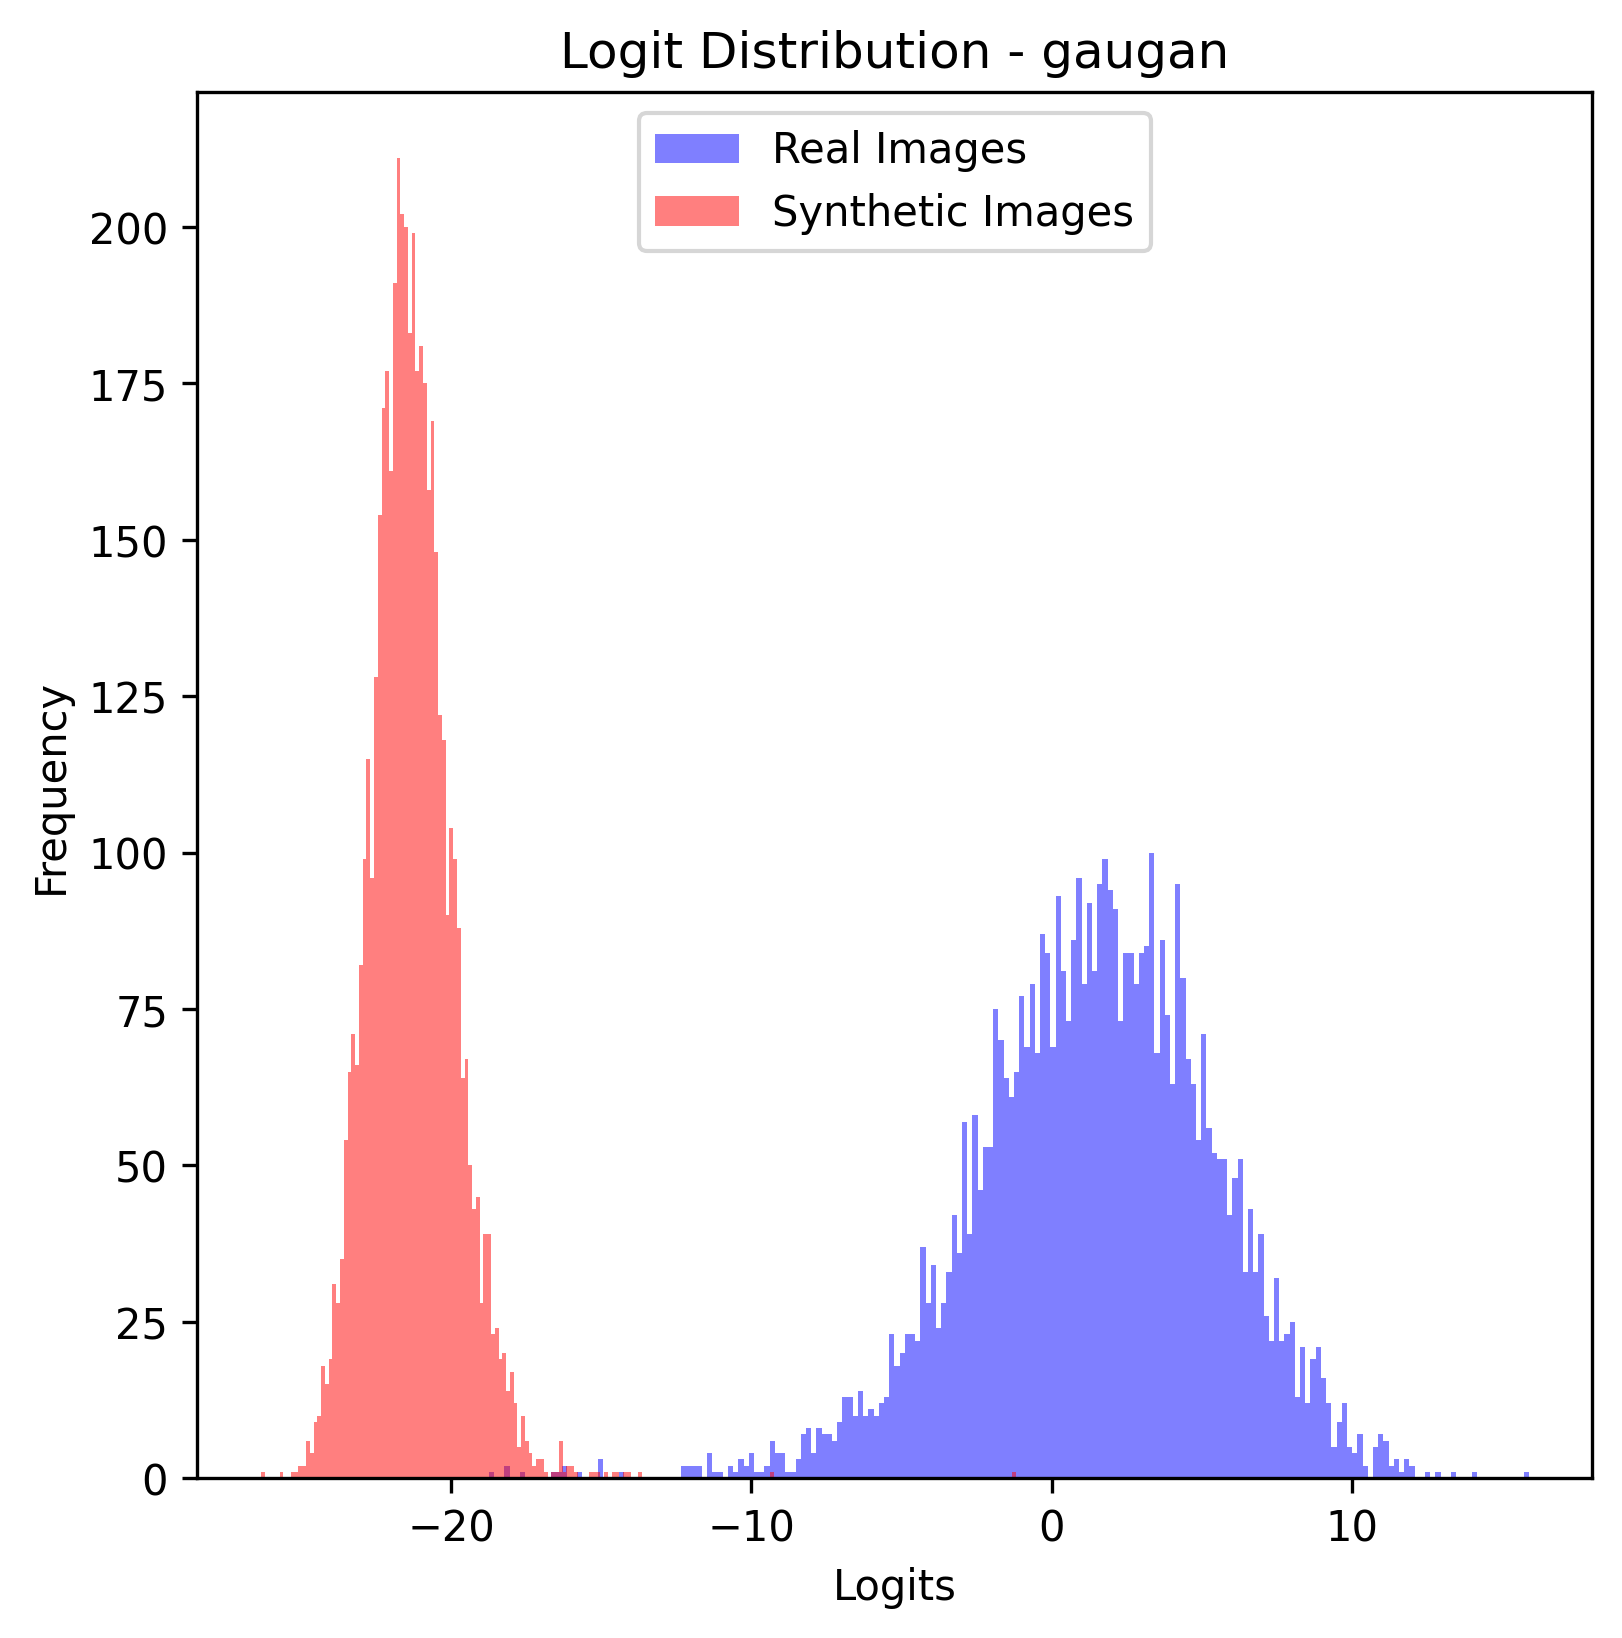 Logit Distribution - gaugan
Real Images
Synthetic Images
200
175
150
125
100
75
50
25
0
Frequency
−20
−10
0
10
Logits